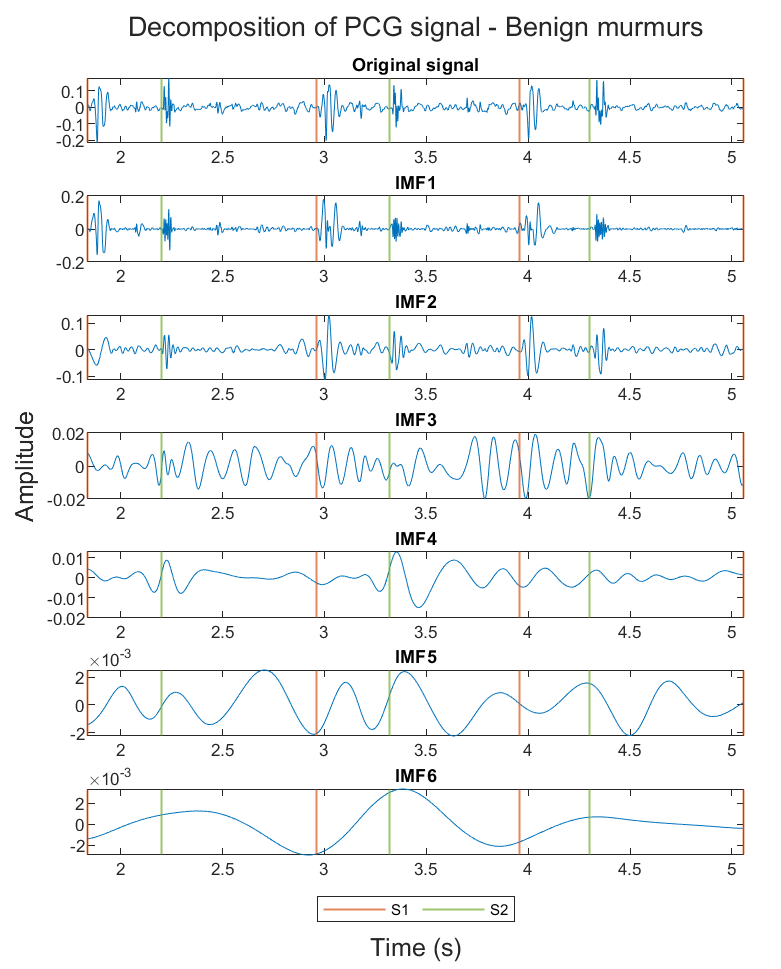 Decomposition of PCG signal - Benign murmurs
Original signal
0.1
0
-0.1
-0.2
2 2.5 3 3.5 4 4.5 5
IMF1
0.2
0
-0.2
2 2.5 3 3.5 4 4.5 5
IMF2
0.1
0
-0.1
2 2.5 3 3.5 4 4.5 5
IMF3
0.02
0
-0.02
2 2.5 3 3.5 4 4.5 5
Amplitude
IMF4
0.01
0
-0.01
-0.02
2 2.5 3 3.5 4 4.5 5
IMF5
×10⁻³
2
0
-2
2 2.5 3 3.5 4 4.5 5
IMF6
×10⁻³
2
0
-2
2 2.5 3 3.5 4 4.5 5
S1 S2
Time (s)